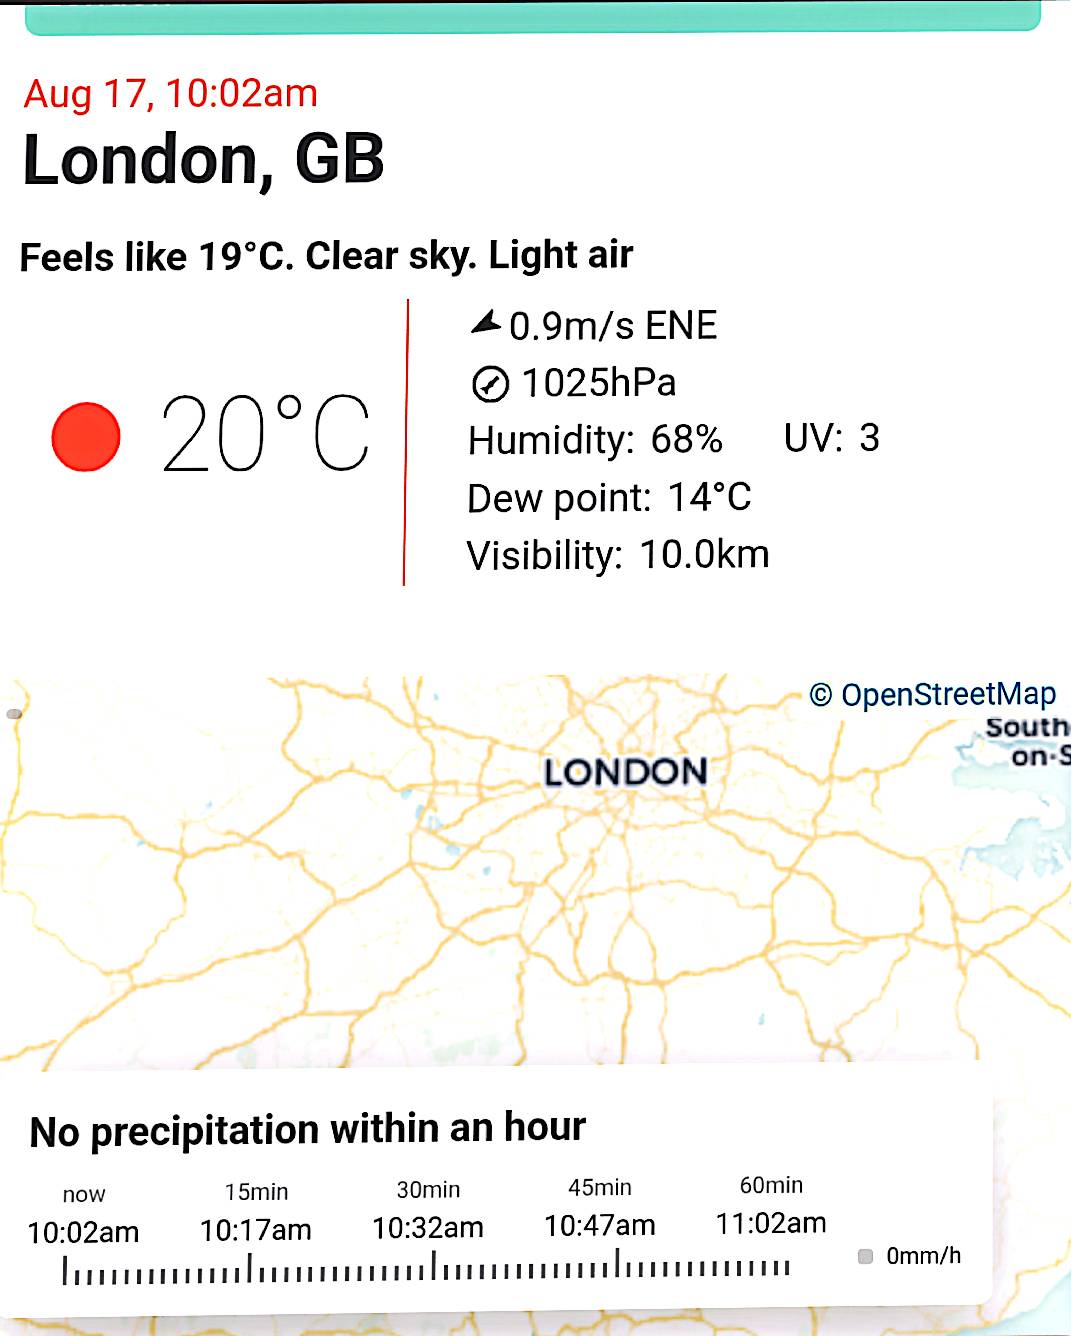 Aug 17, 10:02am
London, GB
Feels like 19°C. Clear sky. Light air
0.9m/s ENE
20°C
1025hPa
Humidity: 68% UV: 3
Dew point: 14°C
Visibility: 10.0km
© OpenStreetMap
South
on-S
LONDON
No precipitation within an hour
now 15min 30min 45min 60min
10:02am 10:17am 10:32am 10:47am 11:02am
0mm/h